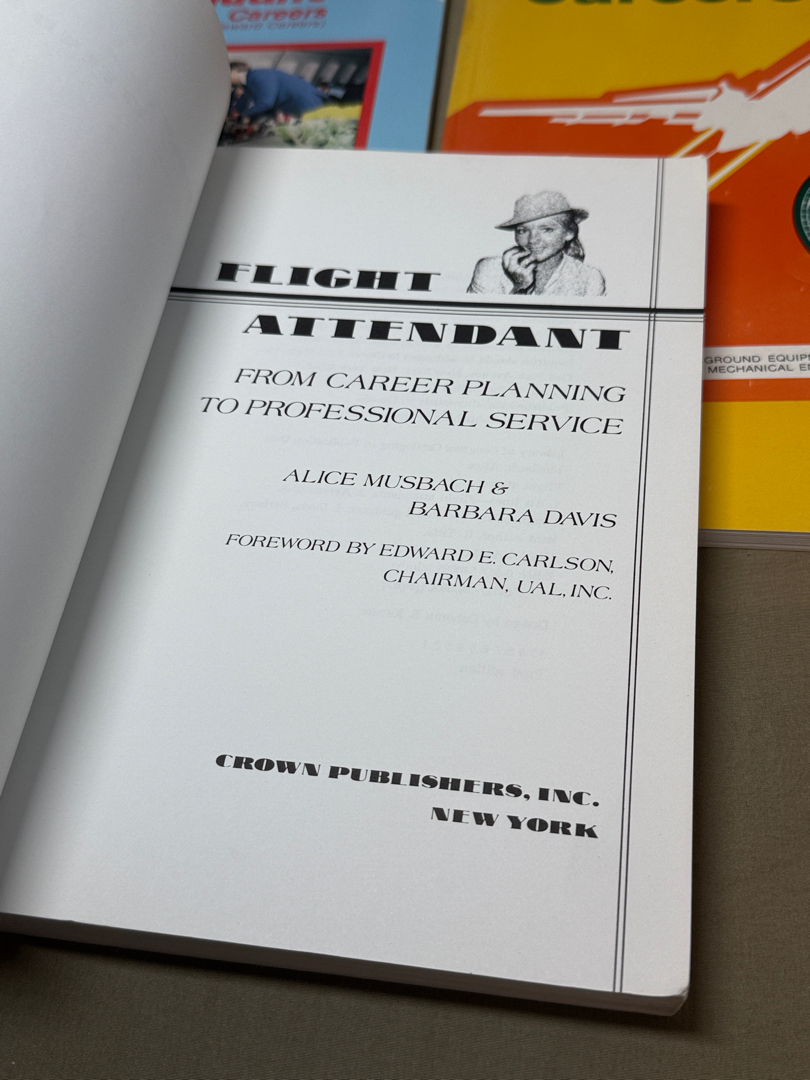 Careers
FLIGHT
ATTENDANT
FROM CAREER PLANNING
TO PROFESSIONAL SERVICE
ALICE MUSBACH &
BARBARA DAVIS
FOREWORD BY EDWARD E. CARLSON,
CHAIRMAN, UAL, INC.
CROWN PUBLISHERS, INC.
NEW YORK
GROUND
MECHANICAL